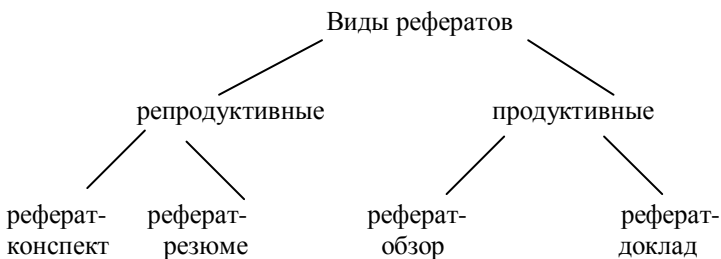 Виды рефератов
репродуктивные
продуктивные
реферат-
конспект
реферат-
резюме
реферат-
обзор
реферат-
доклад